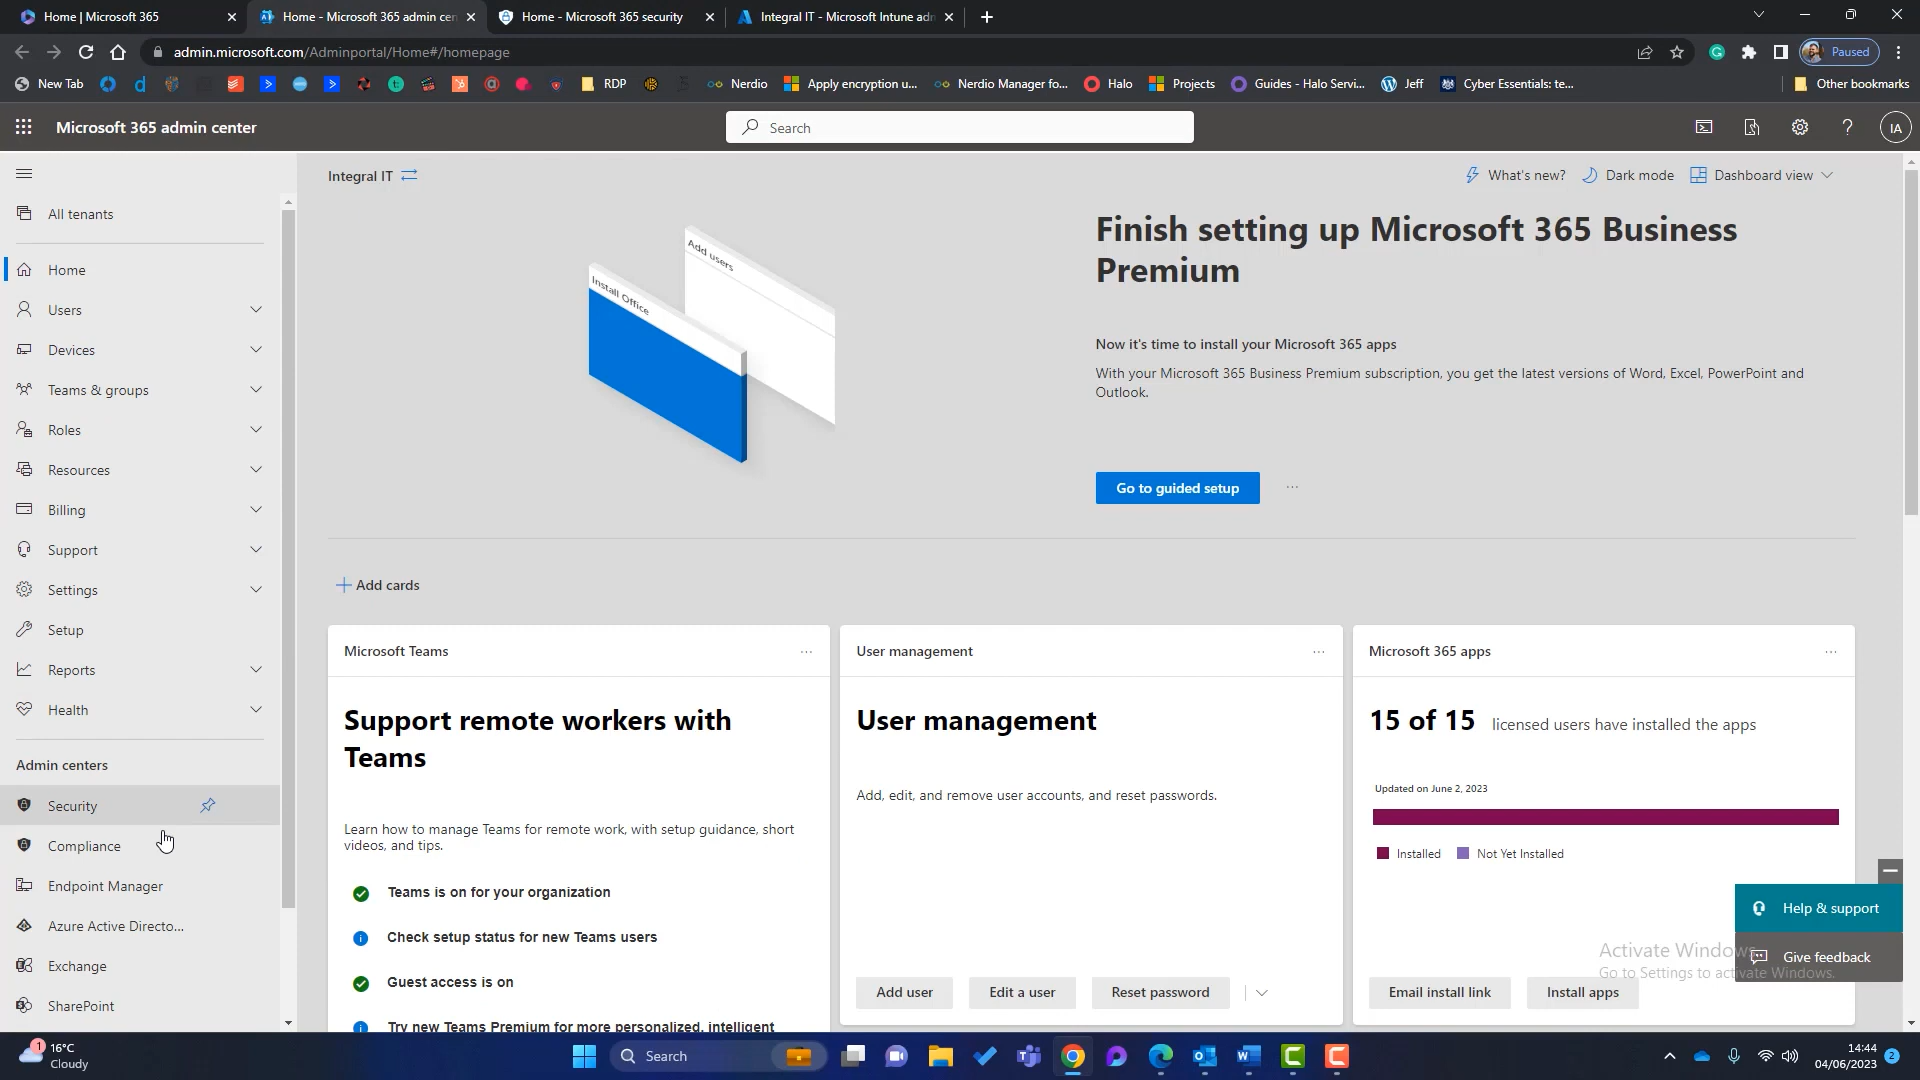 Home | Microsoft 365
Home - Microsoft 365 admin cen
Home - Microsoft 365 security
Integral IT - Microsoft Intune adm
admin.microsoft.com/Adminportal/Home#/homepage
Paused
New Tab
RDP
Nerdio
Apply encryption u...
Nerdio Manager fo...
Halo
Projects
Guides - Halo Servi...
Jeff
Cyber Essentials: te...
Other bookmarks
Microsoft 365 admin center
Search
IA
All tenants
Home
Users
Devices
Teams & groups
Roles
Resources
Billing
Support
Settings
Setup
Reports
Health
Admin centers
Security
Compliance
Endpoint Manager
Azure Active Directo...
Exchange
SharePoint
Integral IT
What's new?
Dark mode
Dashboard view
Add users
Install Office
Finish setting up Microsoft 365 Business
Premium
Now it's time to install your Microsoft 365 apps
With your Microsoft 365 Business Premium subscription, you get the latest versions of Word, Excel, PowerPoint and
Outlook.
Go to guided setup
Add cards
Microsoft Teams
Support remote workers with
Teams
Learn how to manage Teams for remote work, with setup guidance, short
videos, and tips.
Teams is on for your organization
Check setup status for new Teams users
Guest access is on
Try new Teams Premium for more personalized, intelligent
User management
User management
Add, edit, and remove user accounts, and reset passwords.
Add user
Edit a user
Reset password
Microsoft 365 apps
15 of 15 licensed users have installed the apps
Updated on June 2, 2023
Installed
Not Yet Installed
Email install link
Install apps
Help & support
Give feedback
Activate Windows
Go to Settings to activate Windows.
1
16°C
Cloudy
Search
14:44
04/06/2023
2